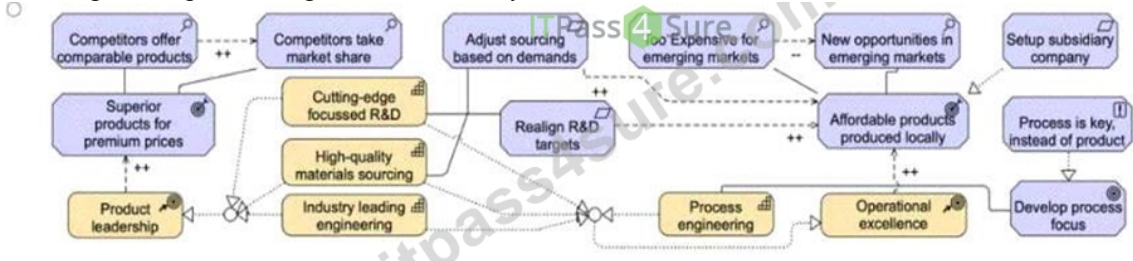 ITPass4Sure
Competitors offer
comparable products
++
Competitors take
market share
Adjust sourcing
based on demands
Too Expensive for
emerging markets
--
New opportunities in
emerging markets
Setup subsidiary
company
Superior
products for
premium prices
Cutting-edge
focussed R&D
++
Realign R&D
targets
++
Affordable products
produced locally
Process is key,
instead of product
++
High-quality
materials sourcing
++
Product
leadership
Industry leading
engineering
Process
engineering
Operational
excellence
Develop process
focus
itpass4sure.com